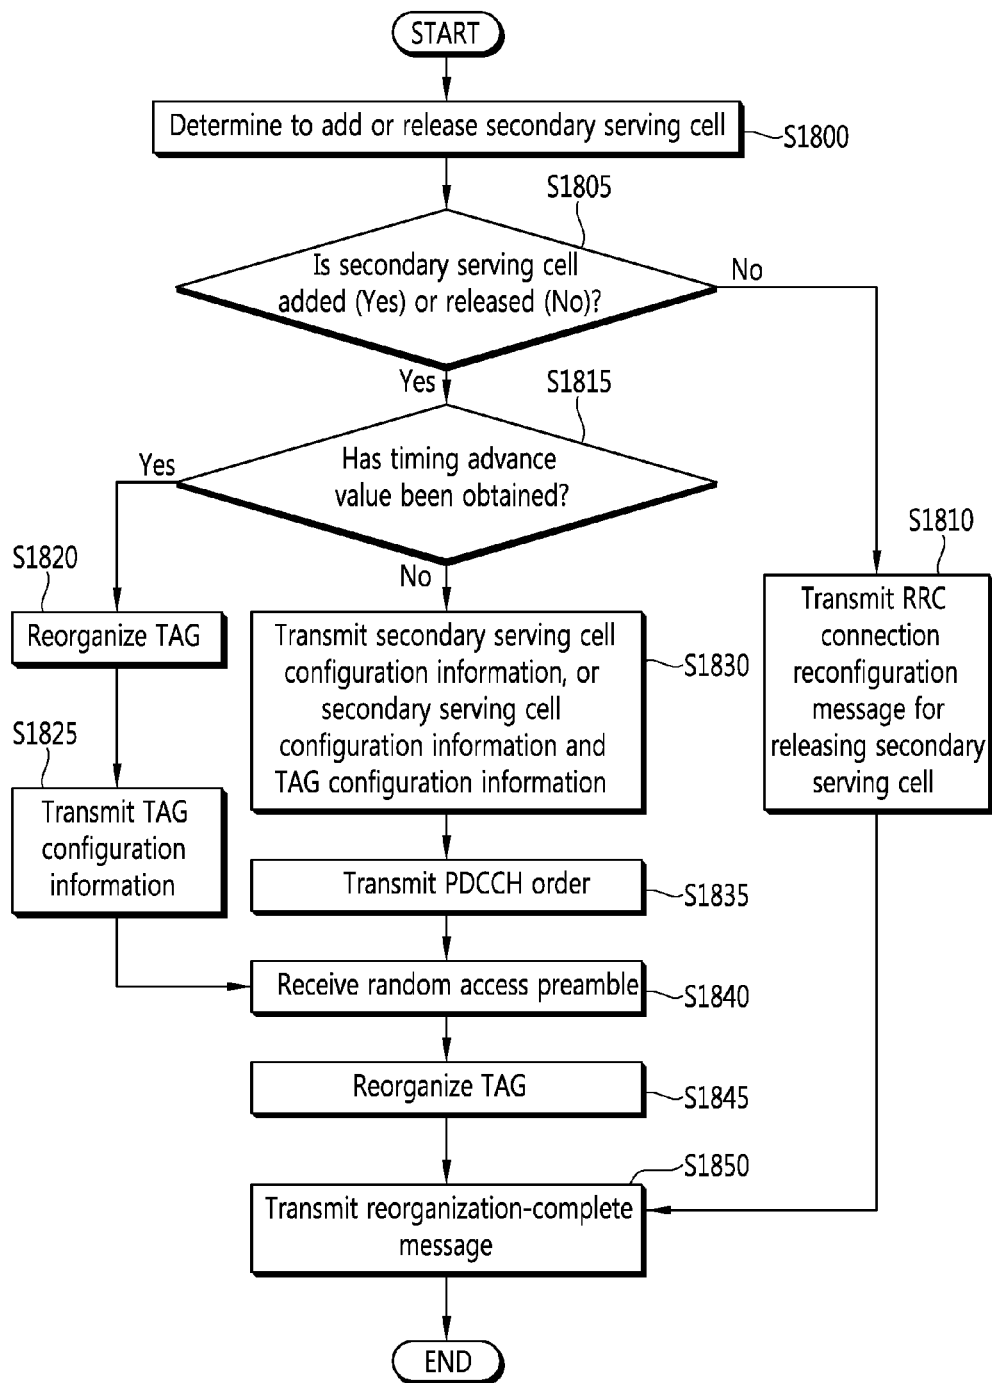 START
Determine to add or release secondary serving cell
S1800
S1805
Is secondary serving cell
added (Yes) or released (No)?
No
Yes
S1815
Has timing advance
value been obtained?
Yes
No
S1810
Transmit RRC
connection
reconfiguration
message for
releasing secondary
serving cell
S1820
Reorganize TAG
Transmit secondary serving cell
configuration information, or
secondary serving cell
configuration information and
TAG configuration information
S1830
S1825
Transmit TAG
configuration
information
Transmit PDCCH order
S1835
Receive random access preamble
S1840
Reorganize TAG
S1845
S1850
Transmit reorganization-complete
message
END